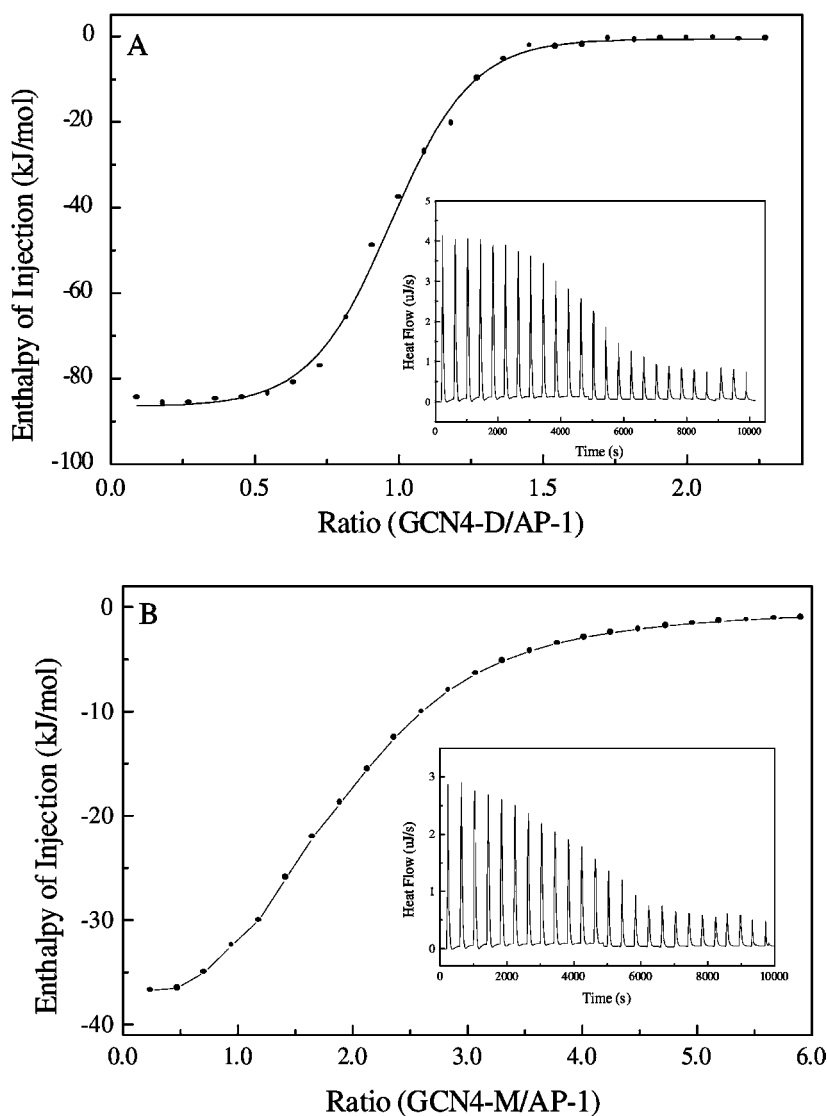 A
Enthalpy of Injection (kJ/mol)
0
-20
-40
-60
-80
-100
0.0 0.5 1.0 1.5 2.0
Ratio (GCN4-D/AP-1)
Heat Flow (uJ/s)
5
4
3
2
1
0
0 2000 4000 6000 8000 10000
Time (s)
B
Enthalpy of Injection (kJ/mol)
0
-10
-20
-30
-40
0.0 1.0 2.0 3.0 4.0 5.0 6.0
Ratio (GCN4-M/AP-1)
Heat Flow (uJ/s)
3
2
1
0
0 2000 4000 6000 8000 10000
Time (s)